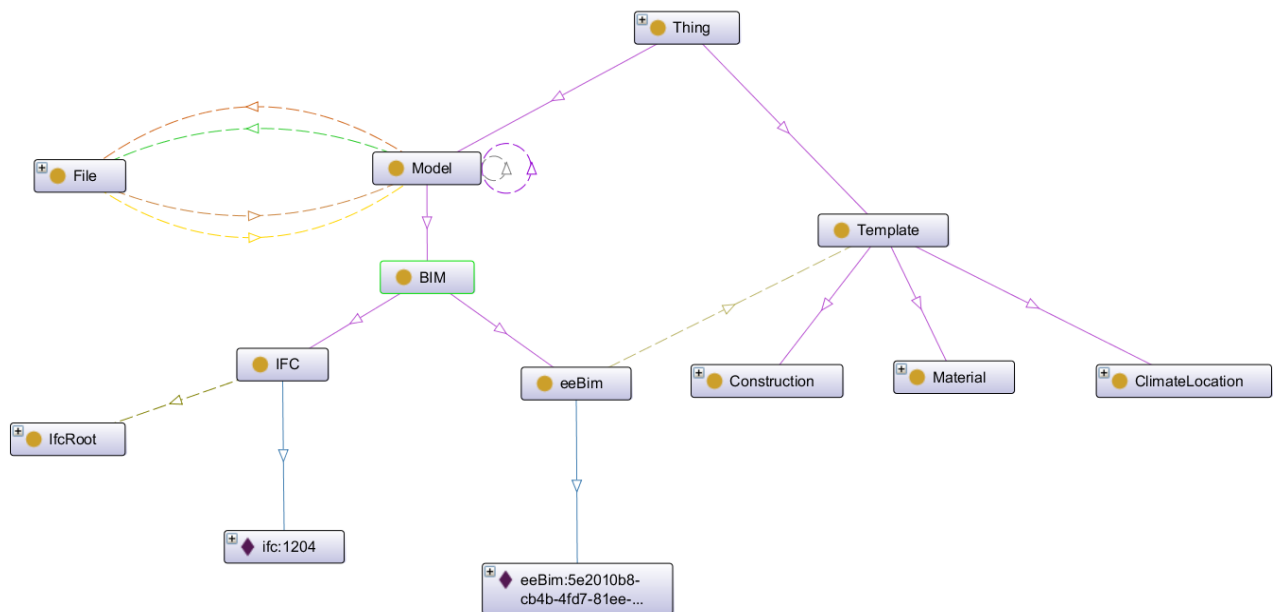 Thing
File
Model
Template
BIM
IFC
eeBim
Construction
Material
ClimateLocation
IfcRoot
ifc:1204
eeBim:5e2010b8-
cb4b-4fd7-81ee-...